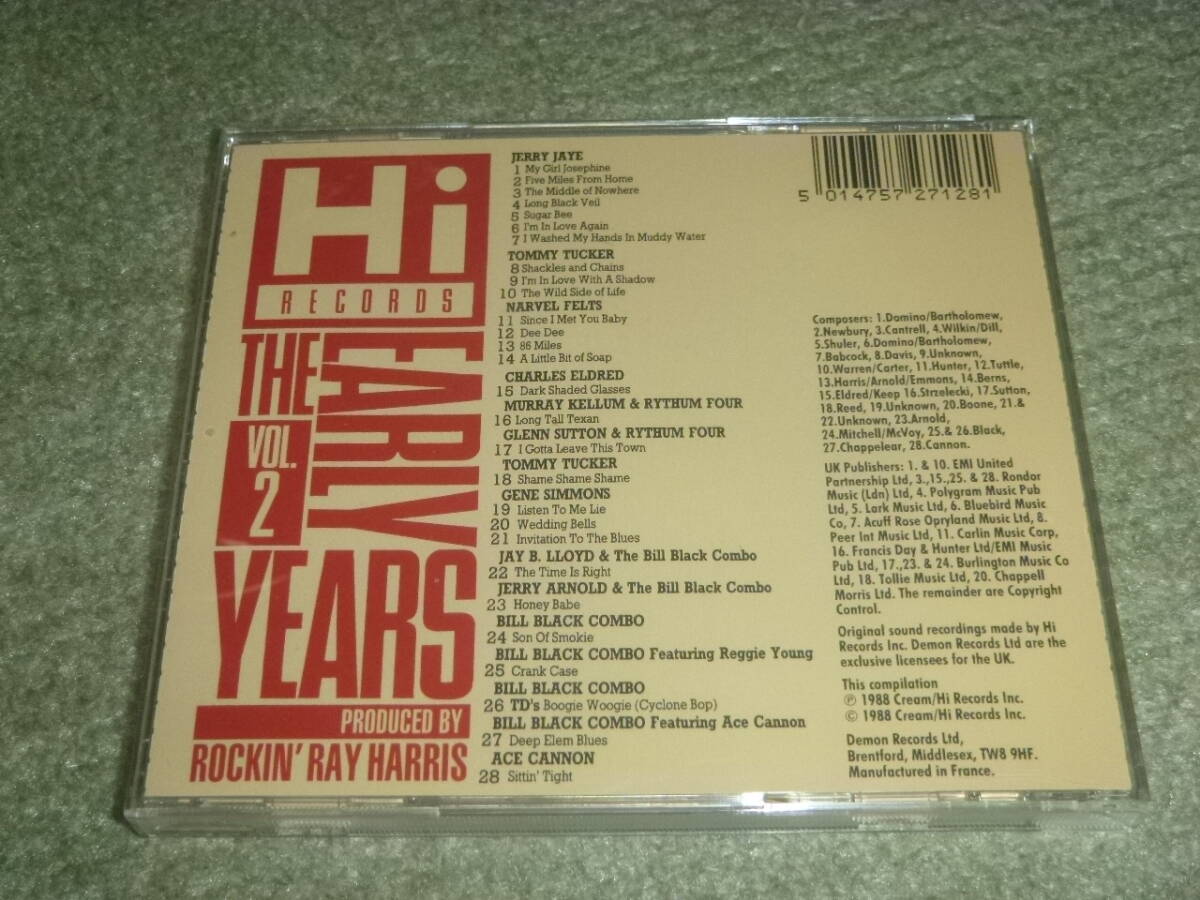 Hi
RECORDS
THE EARLY
VOL. 2
YEARS
PRODUCED BY
ROCKIN' RAY HARRIS
JERRY JAYE
1 My Girl Josephine
2 Five Miles From Home
3 The Middle of Nowhere
4 Long Black Veil
5 Sugar Bee
6 I'm In Love Again
7 I Washed My Hands In Muddy Water
TOMMY TUCKER
8 Shackles and Chains
9 I'm In Love With A Shadow
10 The Wild Side of Life
NARVEL FELTS
11 Since I Met You Baby
12 Dee Dee
13 86 Miles
14 A Little Bit of Soap
CHARLES ELDRED
15 Dark Shaded Glasses
MURRAY KELLUM & RYTHUM FOUR
16 Long Tall Texan
GLENN SUTTON & RYTHUM FOUR
17 I Gotta Leave This Town
TOMMY TUCKER
18 Shame Shame Shame
GENE SIMMONS
19 Listen To Me Lie
20 Wedding Bells
21 Invitation To The Blues
JAY B. LLOYD & The Bill Black Combo
22 The Time Is Right
JERRY ARNOLD & The Bill Black Combo
23 Honey Babe
BILL BLACK COMBO
24 Son Of Smokie
BILL BLACK COMBO Featuring Reggie Young
25 Crank Case
BILL BLACK COMBO
26 TD's Boogie Woogie (Cyclone Bop)
BILL BLACK COMBO Featuring Ace Cannon
27 Deep Elem Blues
ACE CANNON
28 Sittin' Tight
5 014757 271281
Composers: 1.Domino/Bartholomew,
2.Newbury, 3.Cantrell, 4.Wilkin/Dill,
5.Shuler, 6.Domino/Bartholomew,
7.Babcock, 8.Davis, 9.Unknown,
10.Warren/Carter, 11.Hunter, 12.Tuttle,
13.Harris/Arnold/Emmons, 14.Berns,
15.Eldred/Keep 16.Strzelecki, 17.Sutton,
18.Reed, 19.Unknown, 20.Boone, 21.&
22.Unknown, 23.Arnold,
24.Mitchell/McVoy, 25.& 26.Black,
27.Chappelear, 28.Cannon.
UK Publishers: 1. & 10. EMI United
Partnership Ltd, 3.,15.,25. & 28. Rondor
Music (Ldn) Ltd, 4. Polygram Music Pub
Ltd, 5. Lark Music Ltd, 6. Bluebird Music
Co, 7. Acuff Rose Opryland Music Ltd, 8.
Peer Int Music Ltd, 11. Carlin Music Corp,
16. Francis Day & Hunter Ltd/EMI Music
Pub Ltd, 17.,23. & 24. Burlington Music Co
Ltd, 18. Tollie Music Ltd, 20. Chappell
Morris Ltd. The remainder are Copyright
Control.
Original sound recordings made by Hi
Records Inc. Demon Records Ltd are the
exclusive licensees for the UK.
This compilation
℗ 1988 Cream/Hi Records Inc.
© 1988 Cream/Hi Records Inc.
Demon Records Ltd,
Brentford, Middlesex, TW8 9HF.
Manufactured in France.